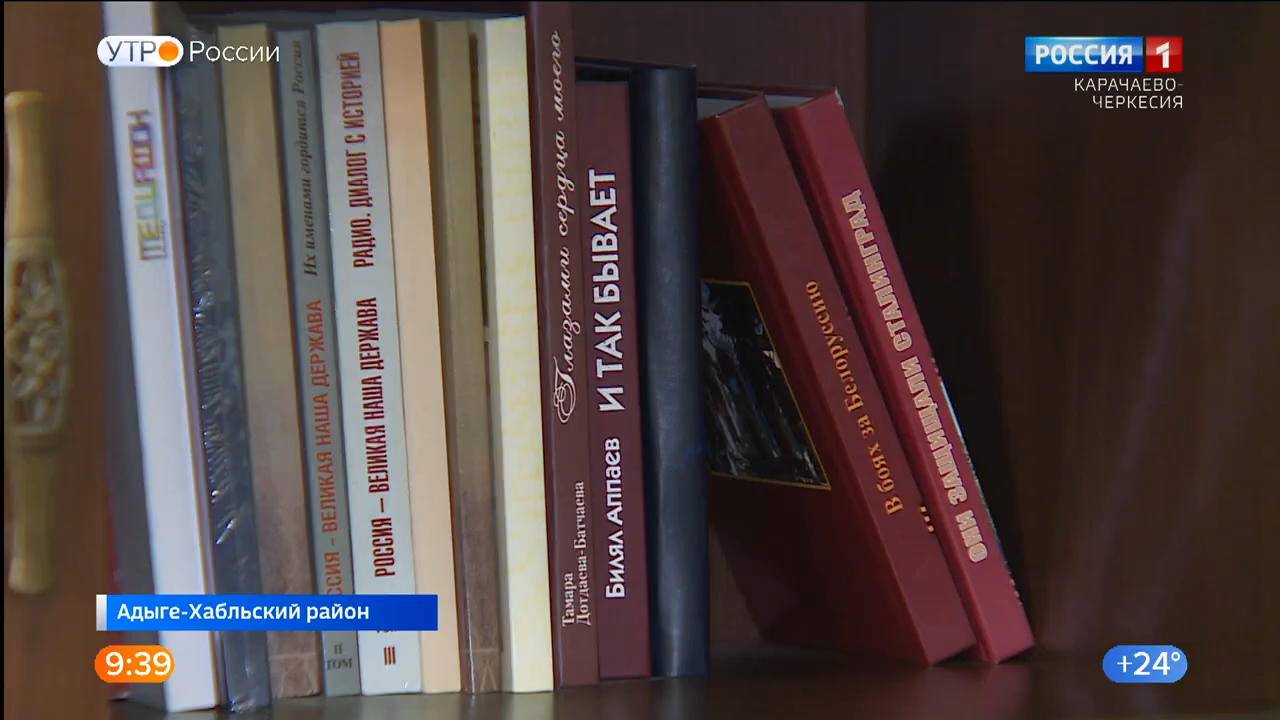 УТРО России
РОССИЯ 1
КАРАЧАЕВО-
ЧЕРКЕСИЯ
Их именами гордится Россия
СИЯ – ВЕЛИКАЯ НАША ДЕРЖАВА
II
ТОМ
РАДИО. ДИАЛОГ С ИСТОРИЕЙ
РОССИЯ – ВЕЛИКАЯ НАША ДЕРЖАВА
III
Глазами сердца моего
Тамара
Дотдаева-Батчаева
Билял Аппаев И ТАК БЫВАЕТ
В боях за Белоруссию
ОНИ ЗАЩИЩАЛИ СТАЛИНГРАД
Адыге-Хабльский район
9:39
+24°